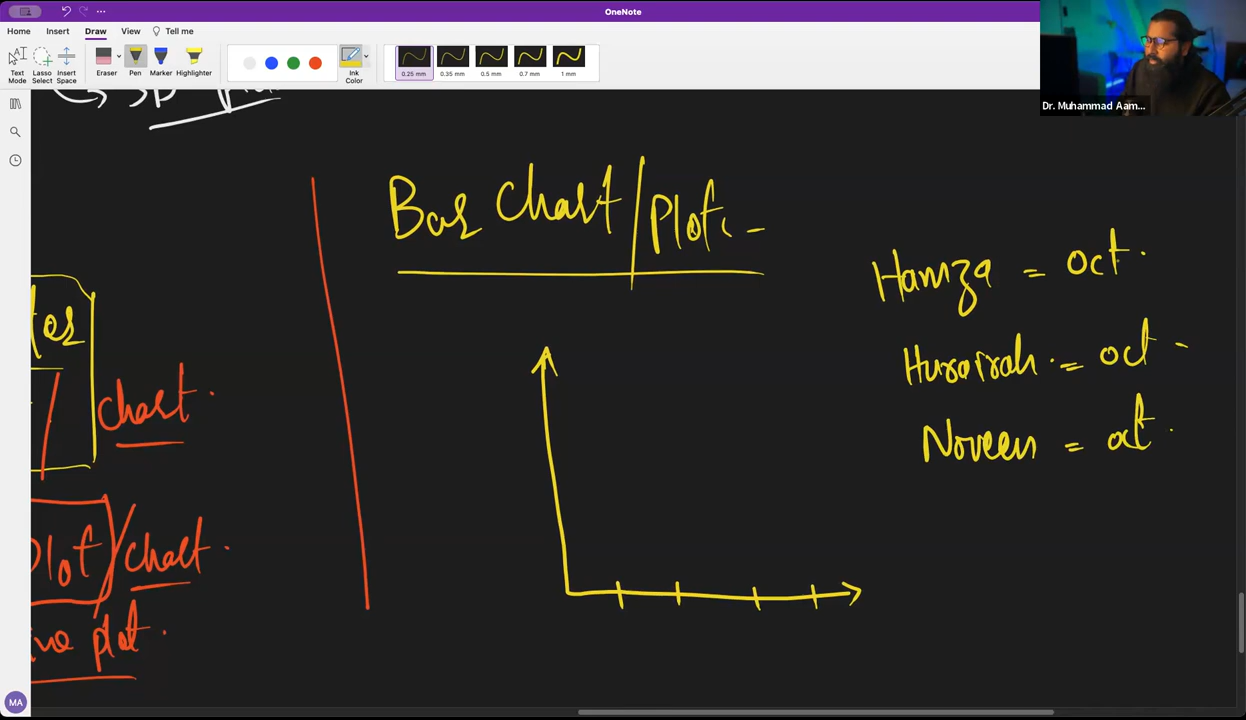 OneNote
Home Insert Draw View Tell me
Text Mode
Lasso Select
Insert Space
Eraser
Pen
Marker
Highlighter
Ink Color
0.25 mm
0.35 mm
0.5 mm
0.7 mm
1 mm
Dr. Muhammad Aam...
Bar Chart/Plot:-
Hamza = Oct.
Hurairah. = oct -
Noveen = oct.
chart.
Plot/chart.
plot.
MA